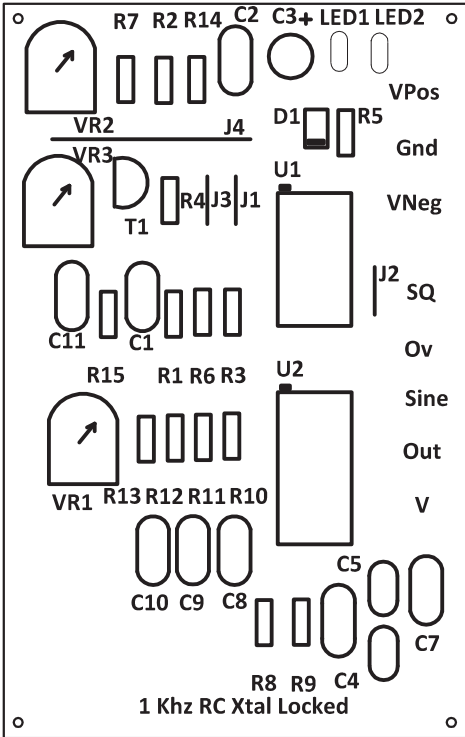 R7 R2 R14 C2 C3+ LED1 LED2
VPos
D1 R5
VR2 J4
Gnd
VR3
U1
R4 J3 J1 VNeg
T1
J2
SQ
C11 C1
Ov
R15 R1 R6 R3
U2
Sine
Out
VR1 R13 R12 R11 R10 V
C5
C10 C9 C8
C7
R8 R9 C4
1 Khz RC Xtal Locked